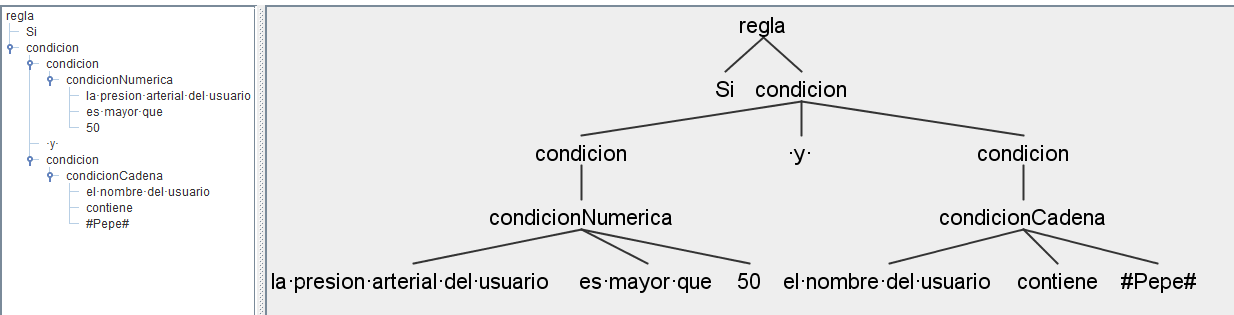 regla
Si
condicion
condicion
condicionNumerica
la·presion·arterial·del·usuario
es·mayor·que
50
·y·
condicion
condicionCadena
el·nombre·del·usuario
contiene
#Pepe#
regla
Si condicion
condicion ·y· condicion
condicionNumerica condicionCadena
la·presion·arterial·del·usuario es·mayor·que 50 el·nombre·del·usuario contiene #Pepe#